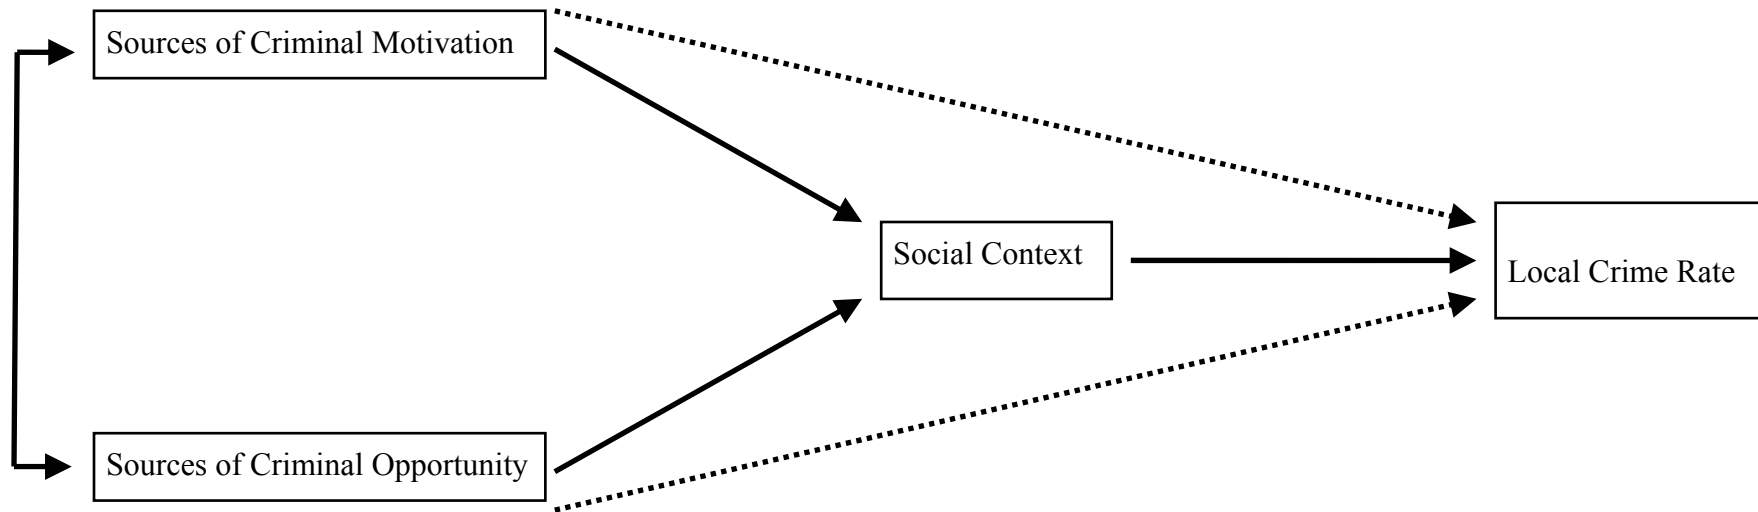 Sources of Criminal Motivation
Social Context
Local Crime Rate
Sources of Criminal Opportunity